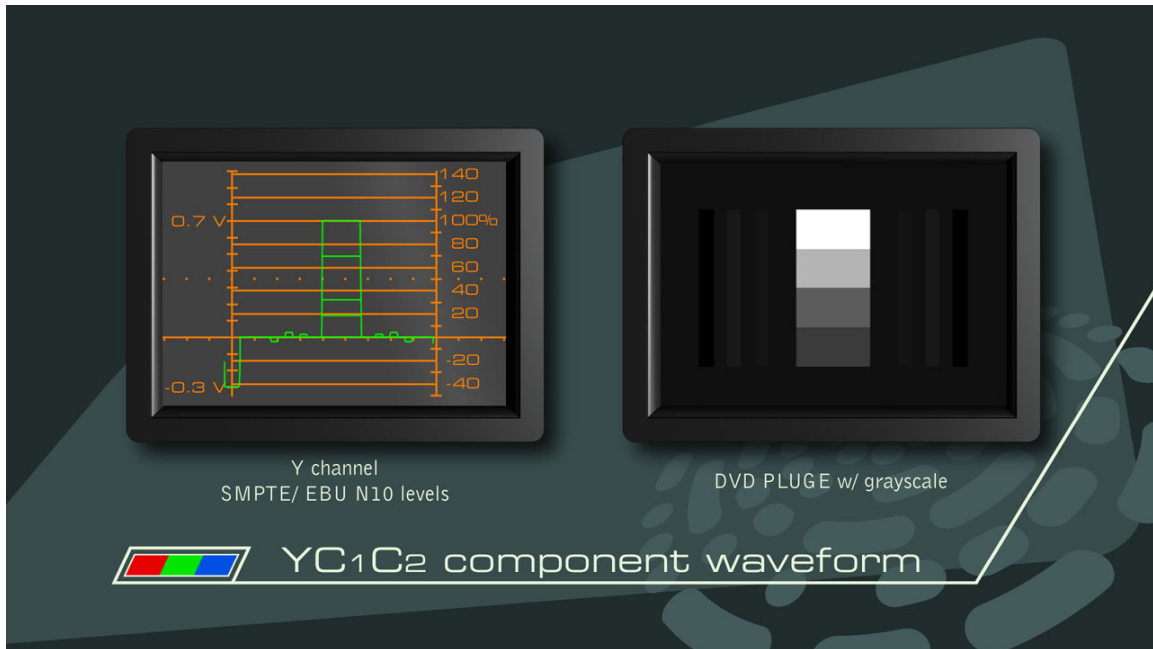 140
120
0.7 V
100%
80
60
40
20
-20
-0.3 V
-40
Y channel
SMPTE/ EBU N10 levels
DVD PLUGE w/ grayscale
YC1C2 component waveform